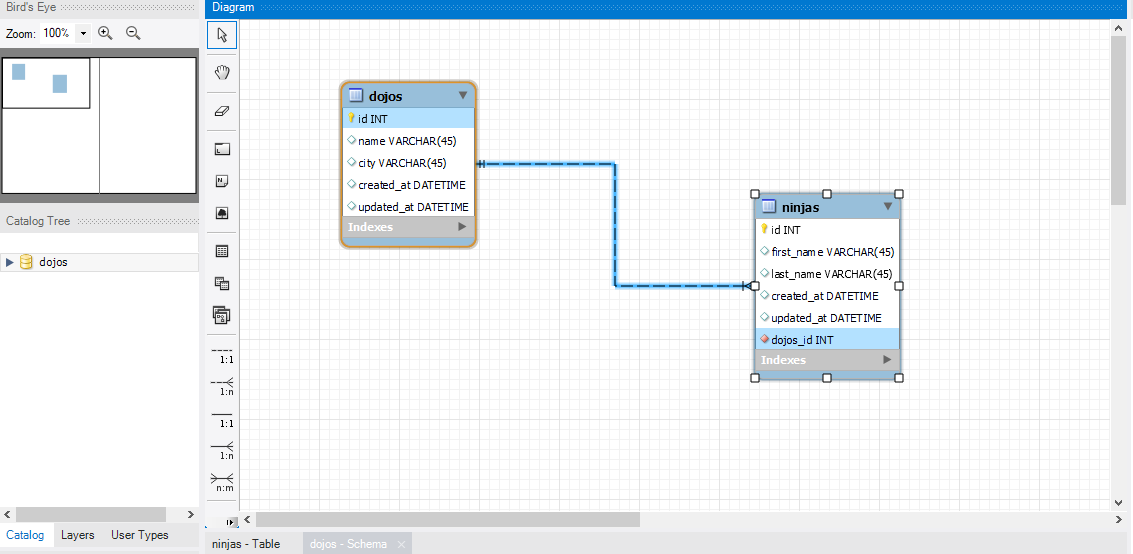 Bird's Eye
Zoom: 100%
Catalog Tree
dojos
Catalog
Layers
User Types
Diagram
1:1
1:n
1:1
1:n
n:m
dojos
id INT
name VARCHAR(45)
city VARCHAR(45)
created_at DATETIME
updated_at DATETIME
Indexes
ninjas
id INT
first_name VARCHAR(45)
last_name VARCHAR(45)
created_at DATETIME
updated_at DATETIME
dojos_id INT
Indexes
ninjas - Table
dojos - Schema